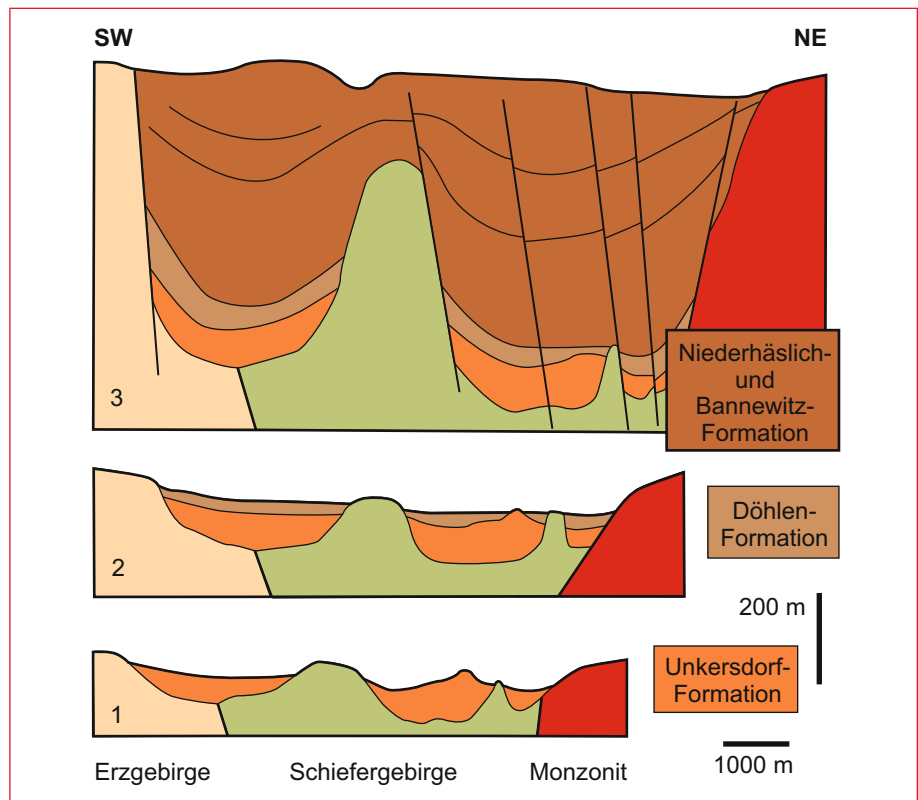 SW
NE
3
Niederhäslich-
und
Bannewitz-
Formation
2
Döhlen-
Formation
200 m
1
Unkersdorf-
Formation
1000 m
Erzgebirge
Schiefergebirge
Monzonit